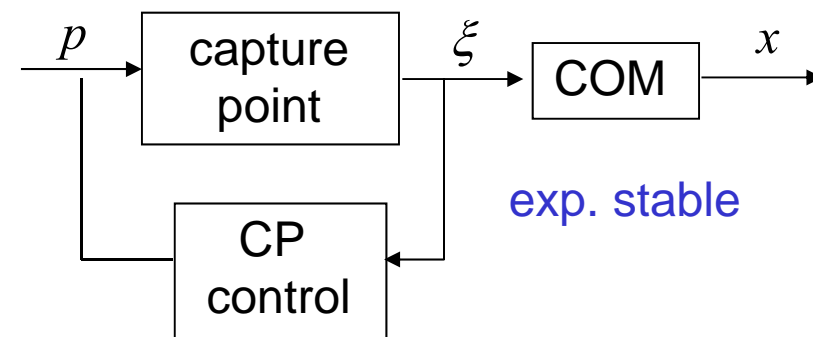 p
capture
point
ξ
COM
x
exp. stable
CP
control